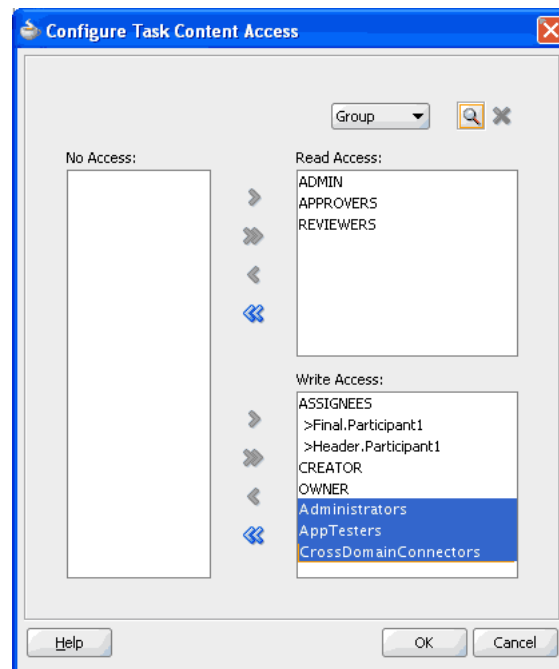 Configure Task Content Access
Group
No Access:
Read Access:
ADMIN
APPROVERS
REVIEWERS
Write Access:
ASSIGNEES
>Final.Participant1
>Header.Participant1
CREATOR
OWNER
Administrators
AppTesters
CrossDomainConnectors
Help
OK
Cancel